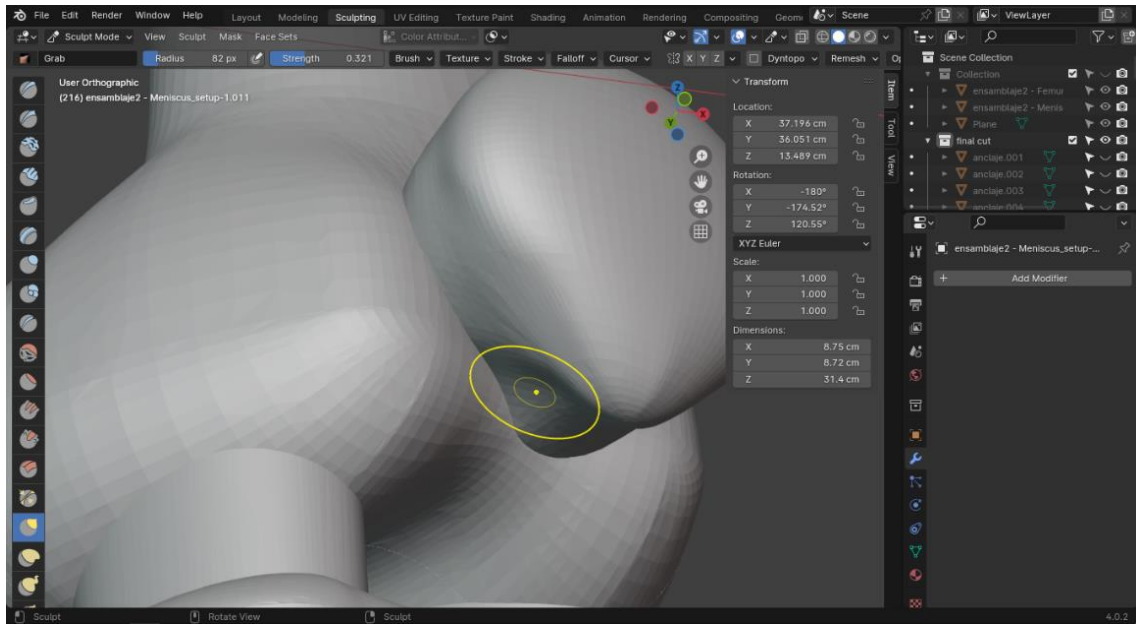 File Edit Render Window Help Layout Modeling Sculpting UV Editing Texture Paint Shading Animation Rendering Compositing Geom Scene ViewLayer
Sculpt Mode View Sculpt Mask Face Sets Color Attribut...
Grab Radius 82 px Strength 0.321 Brush Texture Stroke Falloff Cursor X Y Z Dyntopo Remesh
User Orthographic
(216) ensamblaje2 - Meniscus_setup-1.011
Z
X
Y
Transform
Location:
X 37.196 cm
Y 36.051 cm
Z 13.489 cm
Rotation:
X -180°
Y -174.52°
Z 120.55°
XYZ Euler
Scale:
X 1.000
Y 1.000
Z 1.000
Dimensions:
X 8.75 cm
Y 8.72 cm
Z 31.4 cm
Item
Tool
View
Scene Collection
Collection
ensamblaje2 - Femur
ensamblaje2 - Menis
Plane
final cut
anclaje.001
anclaje.002
anclaje.003
anclaje.004
ensamblaje2 - Meniscus_setup-...
+ Add Modifier
Sculpt Rotate View Sculpt 4.0.2